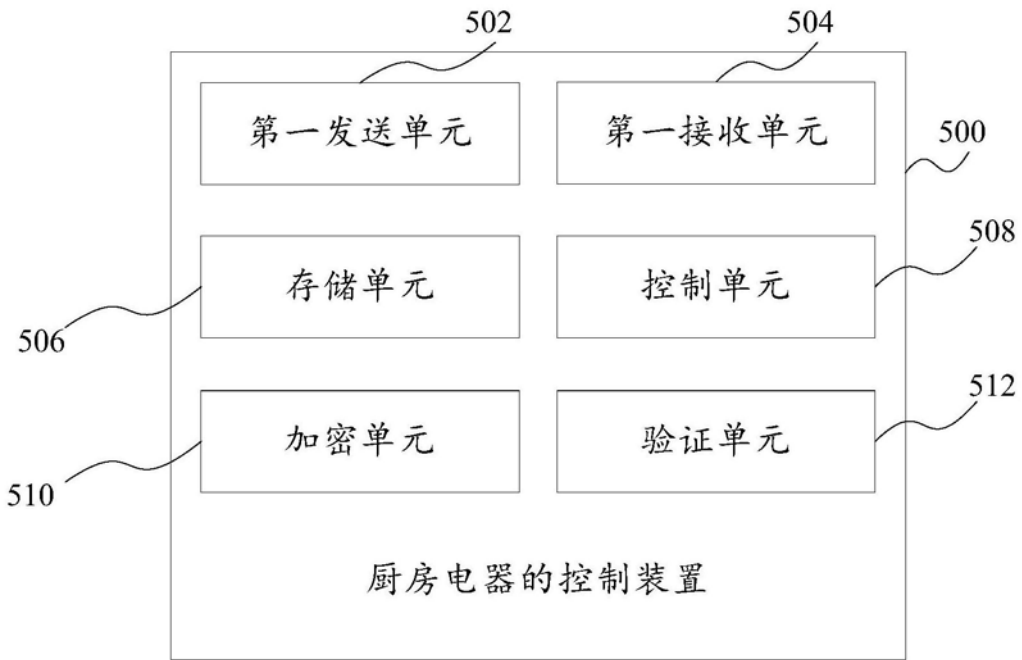 502
504
第一发送单元
第一接收单元
500
存储单元
控制单元
508
506
加密单元
验证单元
512
510
厨房电器的控制装置